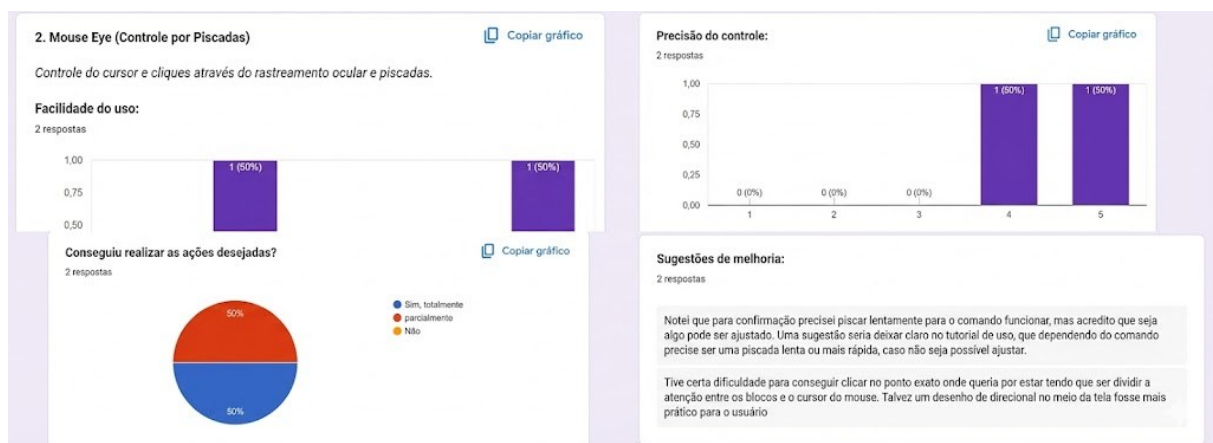 2. Mouse Eye (Controle por Piscadas)
Copiar gráfico
Controle do cursor e cliques através do rastreamento ocular e piscadas.
Facilidade do uso:
2 respostas
1,00
0,75
0,50
1 (50%)
1 (50%)
Precisão do controle:
Copiar gráfico
2 respostas
1,00
0,75
0,50
0,25
0,00
0 (0%)
0 (0%)
0 (0%)
1 (50%)
1 (50%)
1
2
3
4
5
Conseguiu realizar as ações desejadas?
Copiar gráfico
2 respostas
50%
50%
Sim, totalmente
parcialmente
Não
Sugestões de melhoria:
2 respostas
Notei que para confirmação precisei piscar lentamente para o comando funcionar, mas acredito que seja
algo pode ser ajustado. Uma sugestão seria deixar claro no tutorial de uso, que dependendo do comando
precise ser uma piscada lenta ou mais rápida, caso não seja possível ajustar.
Tive certa dificuldade para conseguir clicar no ponto exato onde queria por estar tendo que ser dividir a
atenção entre os blocos e o cursor do mouse. Talvez um desenho de direcional no meio da tela fosse mais
prático para o usuário